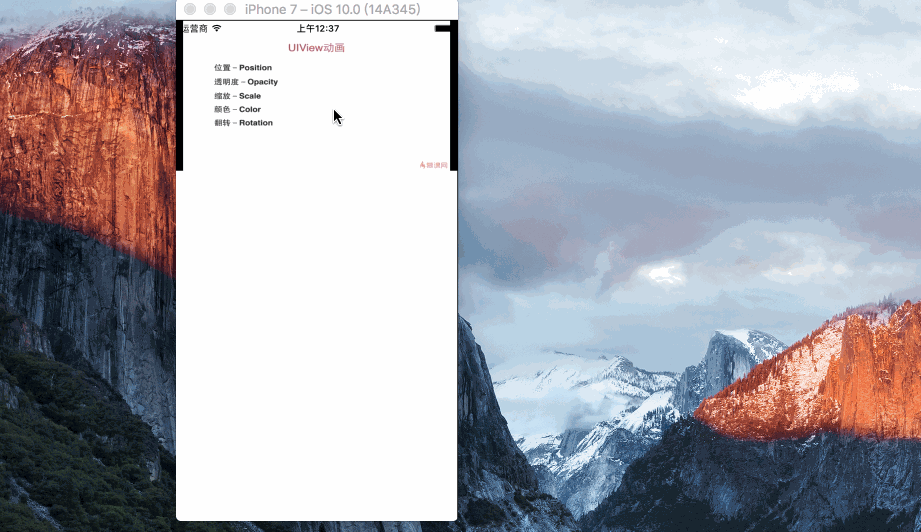 iPhone 7 – iOS 10.0 (14A345)
运营商 上午12:37
UIView动画
位置 – Position
透明度 – Opacity
缩放 – Scale
颜色 – Color
翻转 – Rotation